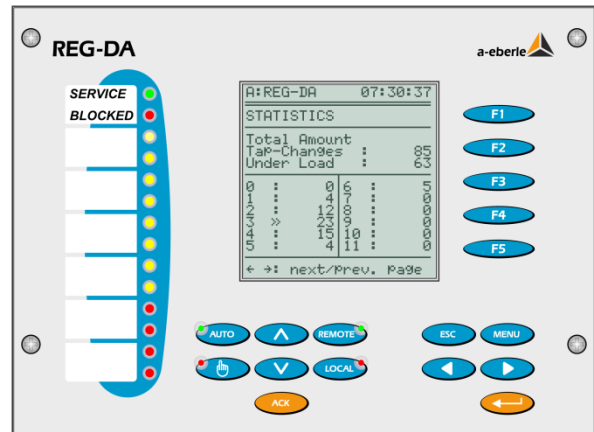 REG-DA
a-eberle
SERVICE
BLOCKED
A:REG-DA 07:30:37
STATISTICS
Total Amount
Tap-Changes : 85
Under Load : 63
0 : 0 6 : 5
1 : 4 7 : 0
2 : 12 8 : 0
3 » 23 9 : 0
4 : 15 10 : 0
5 : 4 11 : 0
← →: next/prev. page
F1
F2
F3
F4
F5
AUTO REMOTE ESC MENU
LOCAL
ACK